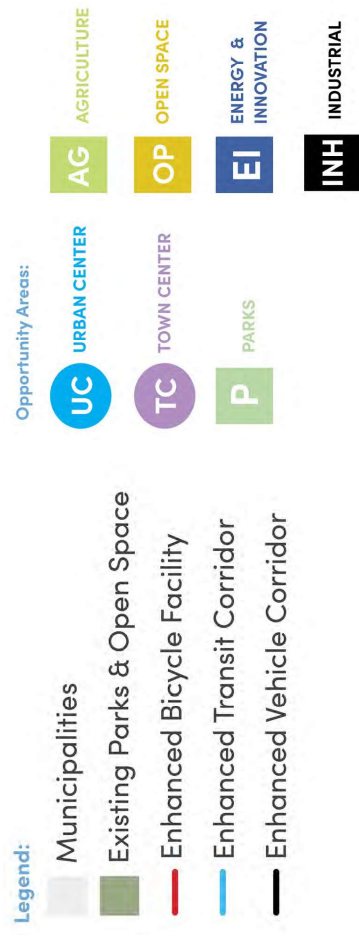 Legend:
Municipalities
Existing Parks & Open Space
Enhanced Bicycle Facility
Enhanced Transit Corridor
Enhanced Vehicle Corridor
Opportunity Areas:
UC URBAN CENTER
TC TOWN CENTER
P PARKS
AG AGRICULTURE
OP OPEN SPACE
EI ENERGY &
INNOVATION
INH INDUSTRIAL